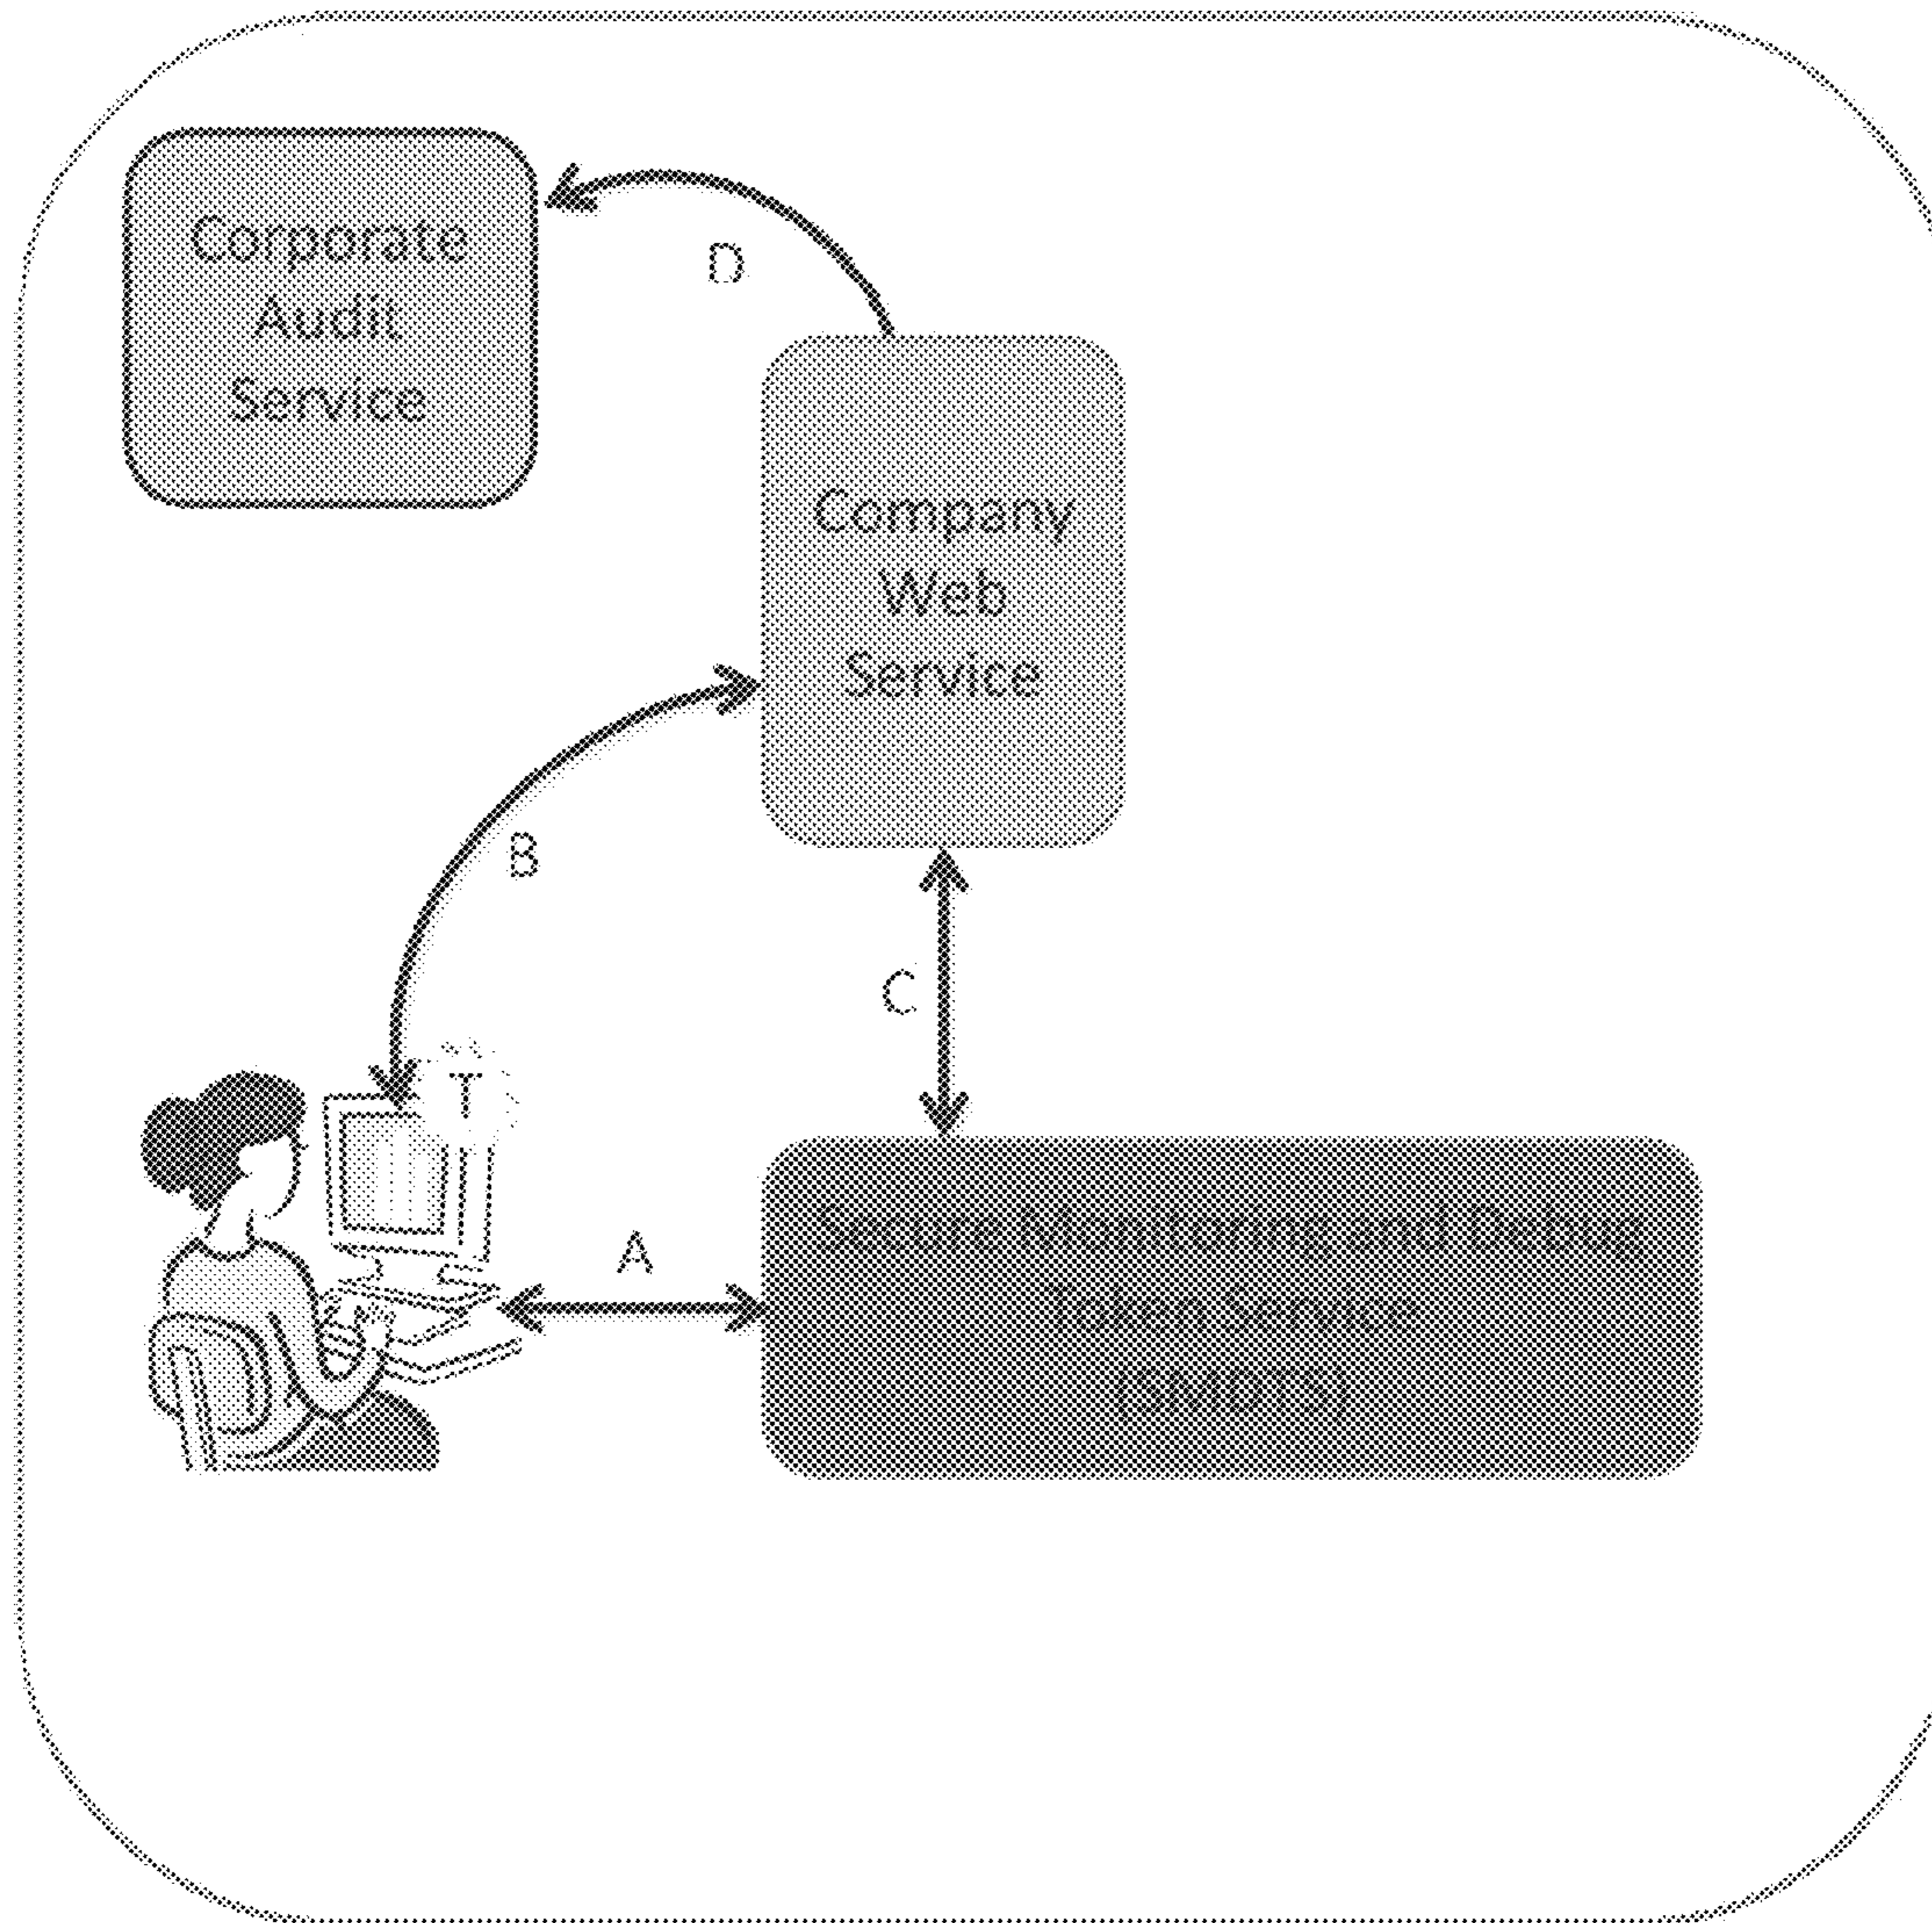 Corporate
Audit
Service
D
Company
Web
Service
B
C
T
A
Secure Monitoring and Debug
Token Service
(SMDTS)